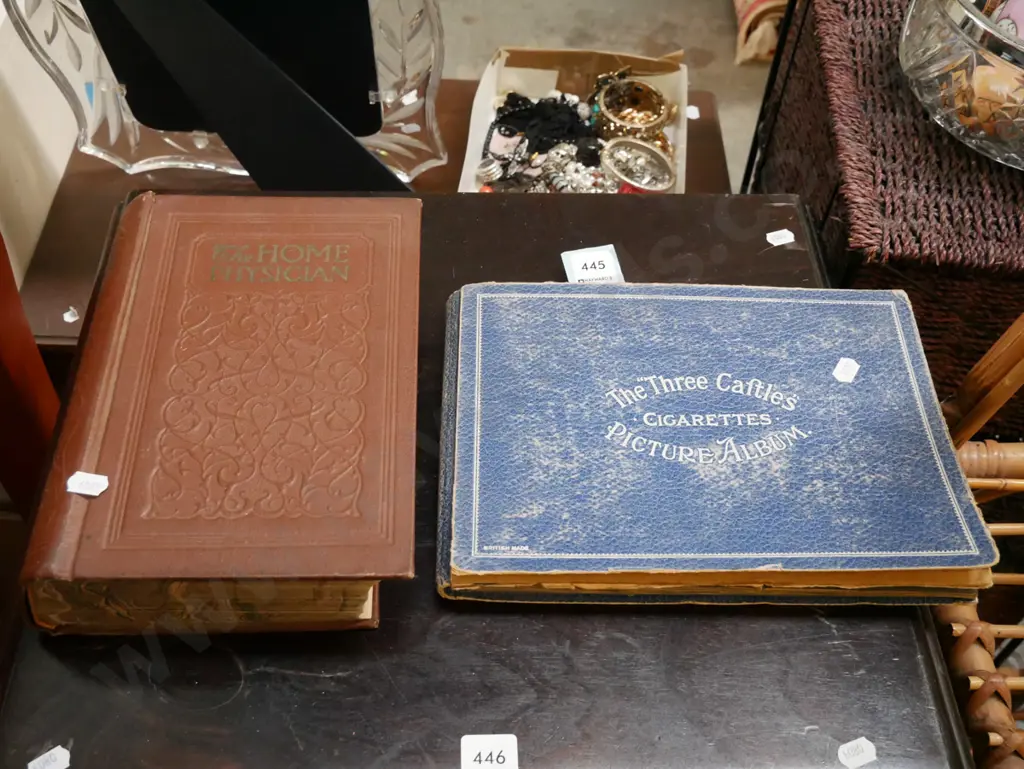 The HOME
PHYSICIAN
445
The "Three Caſtles"
CIGARETTES
PICTURE ALBUM.
BRITISH MADE
446